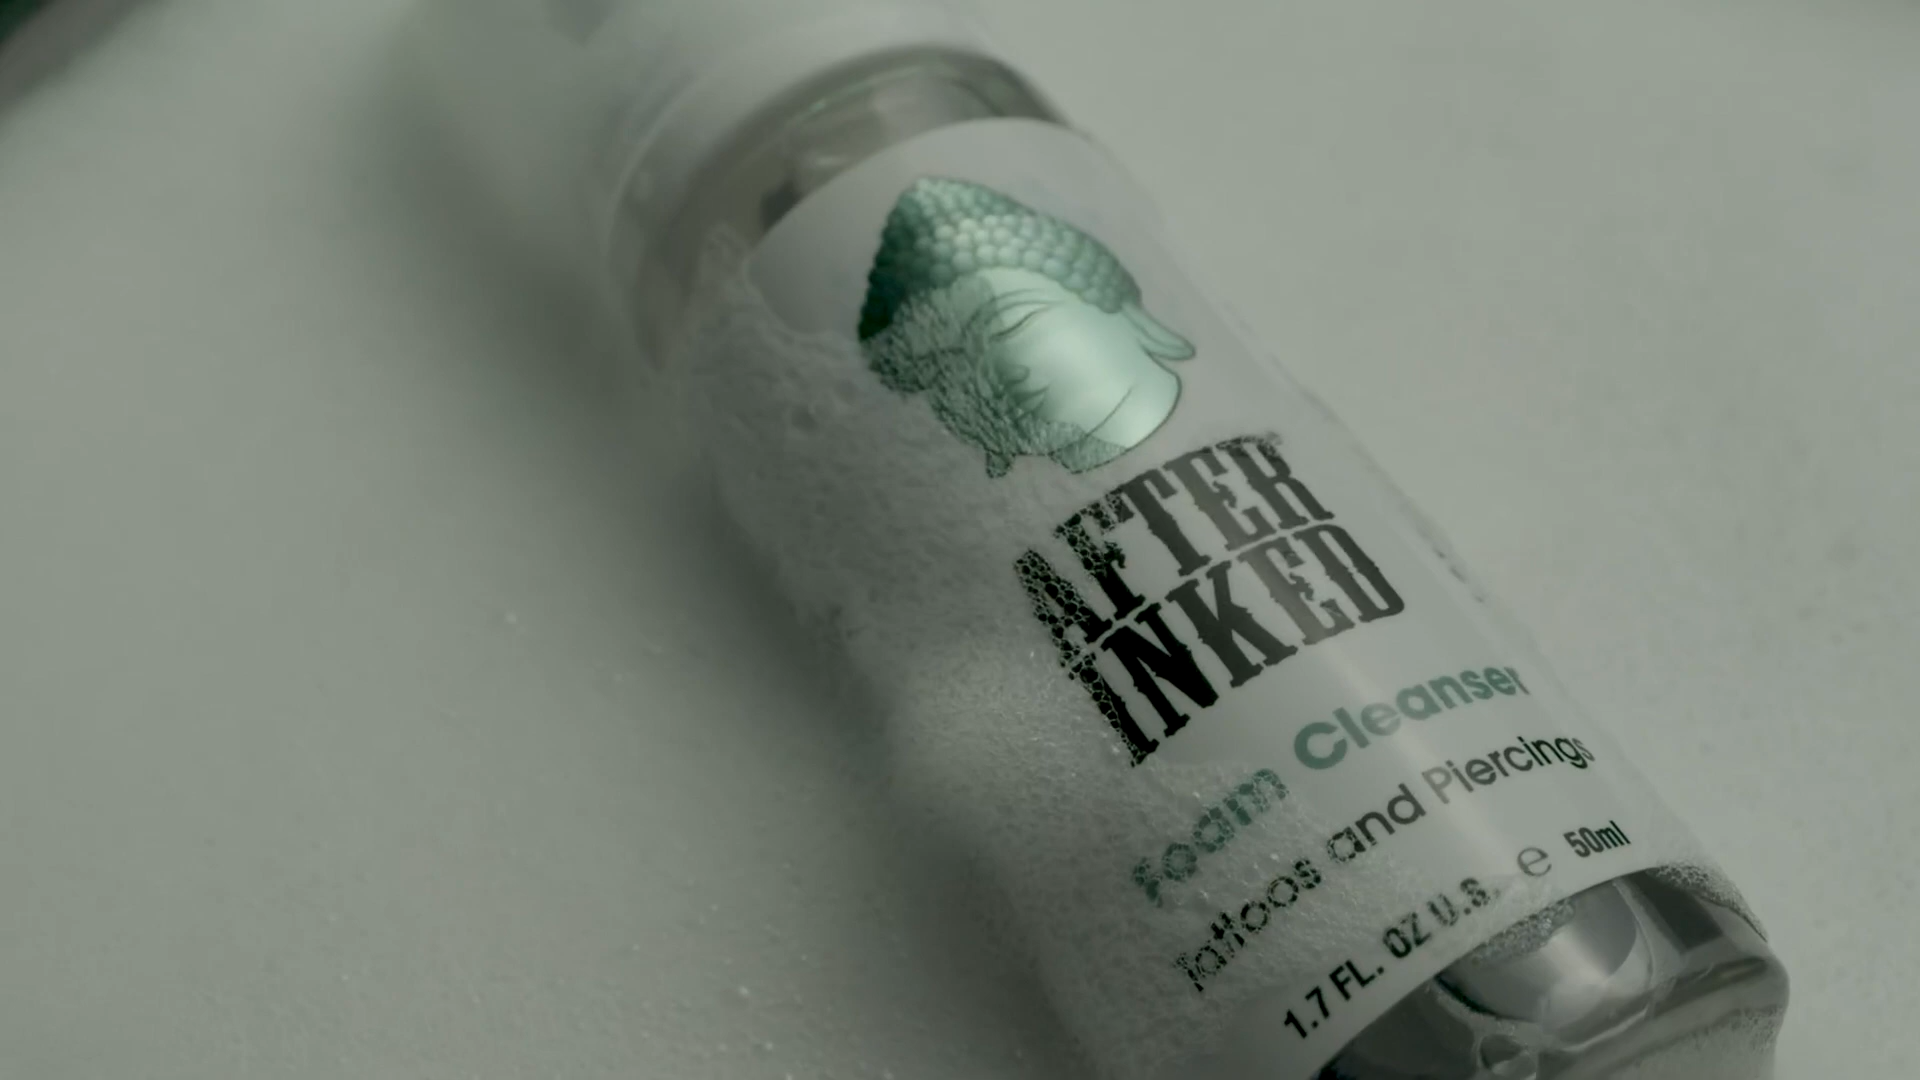 AFTER
INKED
Foam Cleanser
Tattoos and Piercings
1.7 FL. OZ U.S. e 50ml